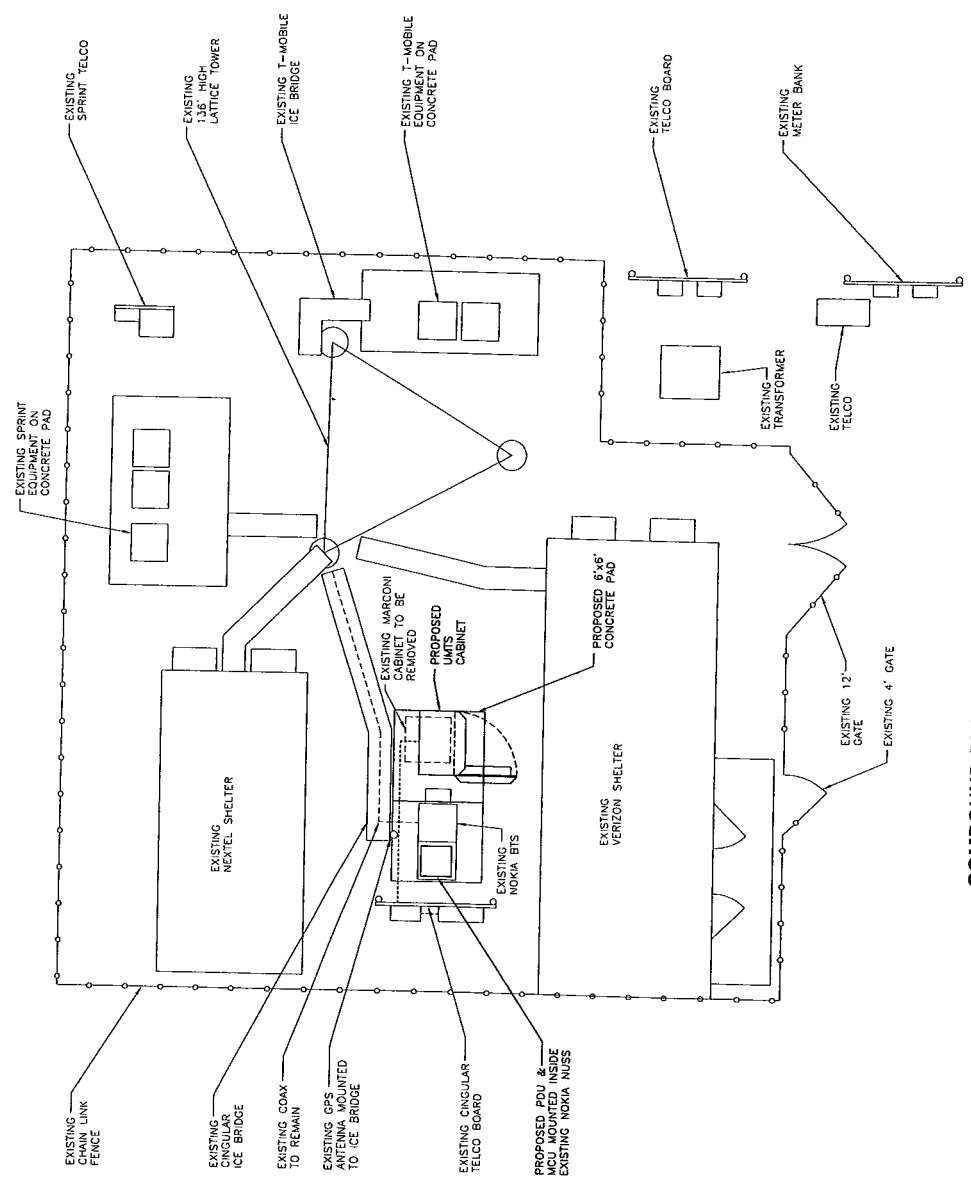 PROPOSED PDU &
MCU MOUNTED INSIDE
EXISTING NOKIA NUSS
EXISTING CINGULAR
TELCO BOARD
EXISTING GPS
ANTENNA MOUNTED
TO ICE BRIDGE
EXISTING COAX
TO REMAIN
EXISTING
CINGULAR
ICE BRIDGE
EXISTING
CHAIN LINK
FENCE
EXISTING
NEXTEL SHELTER
EXISTING SPRINT
EQUIPMENT ON
CONCRETE PAD
EXISTING
SPRINT TELCO
EXISTING
136' HIGH
LATTICE TOWER
EXISTING T-MOBILE
ICE BRIDGE
EXISTING T-MOBILE
EQUIPMENT ON
CONCRETE PAD
EXISTING MARCONI
CABINET TO BE
REMOVED
PROPOSED
UMTS
CABINET
EXISTING
NOKIA BTS
PROPOSED 6'x6'
CONCRETE PAD
EXISTING
VERIZON SHELTER
EXISTING
TELCO BOARD
EXISTING
TRANSFORMER
EXISTING
METER BANK
EXISTING
TELCO
EXISTING 12'
GATE
EXISTING 4' GATE
COMPOUND